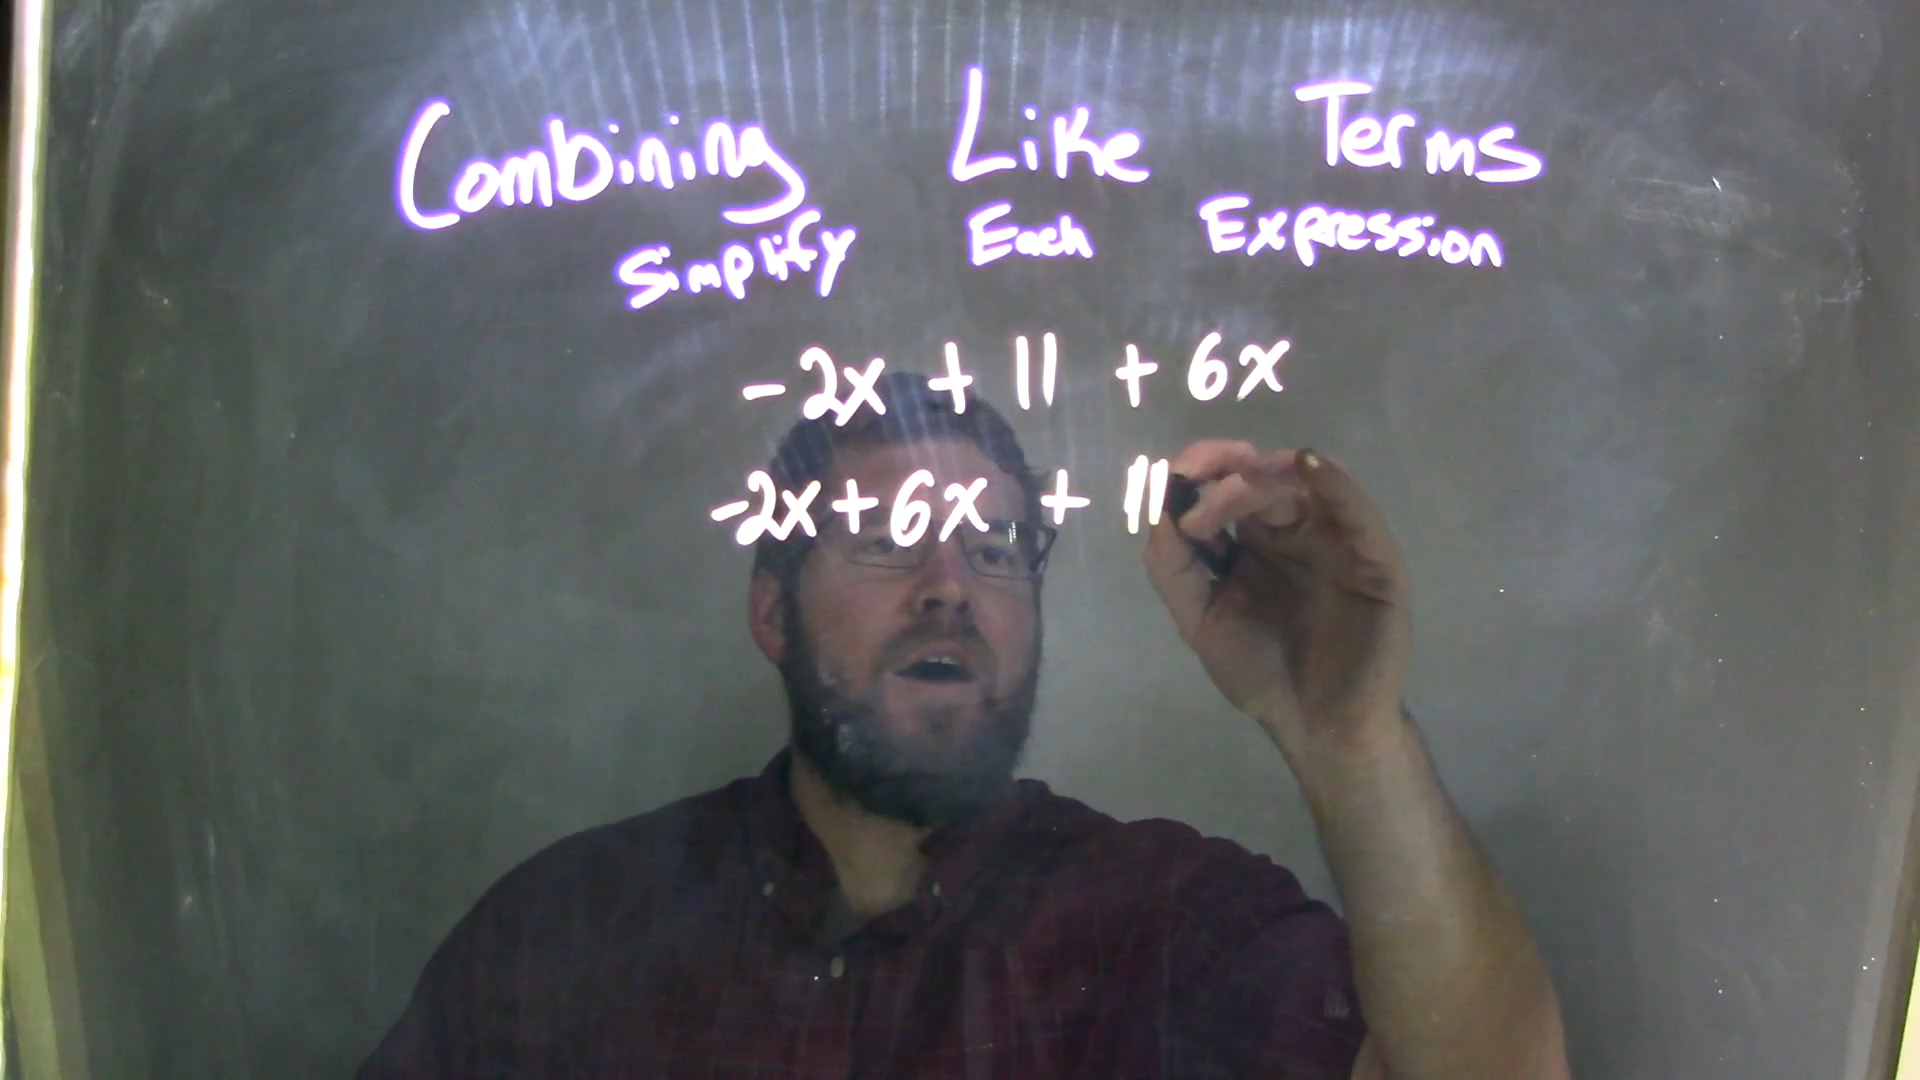 Combining Like Terms
Simplify Each Expression
-2x + 11 + 6x
-2x+6x + 11